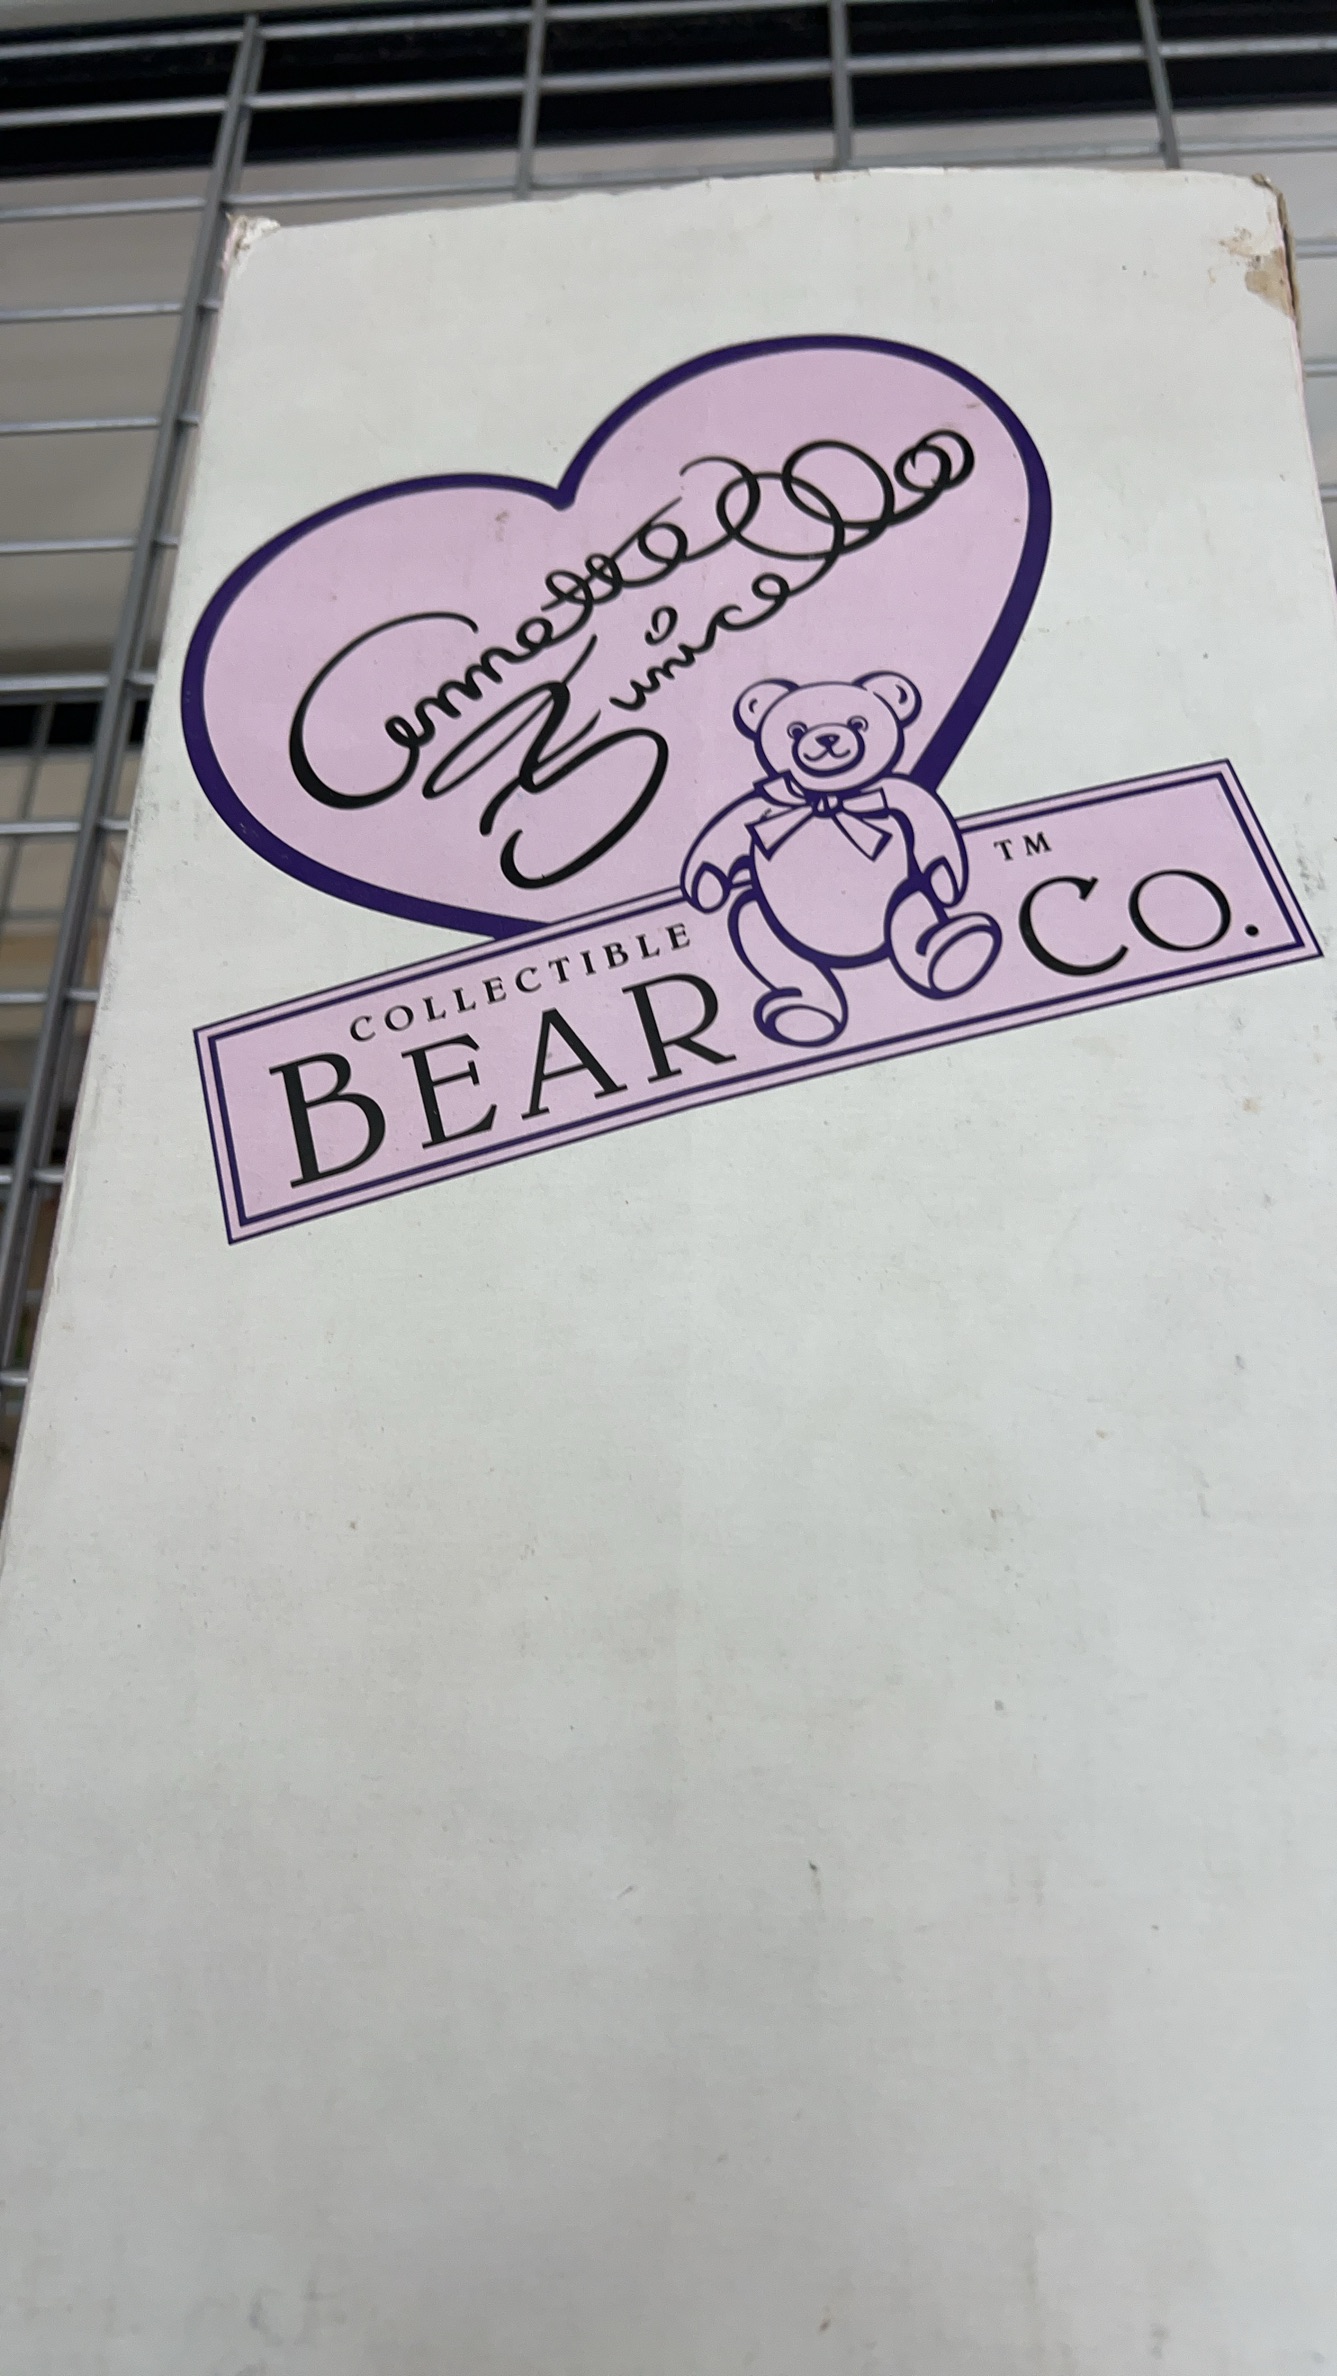 Annette
Funicello
COLLECTIBLE
BEAR CO.
TM